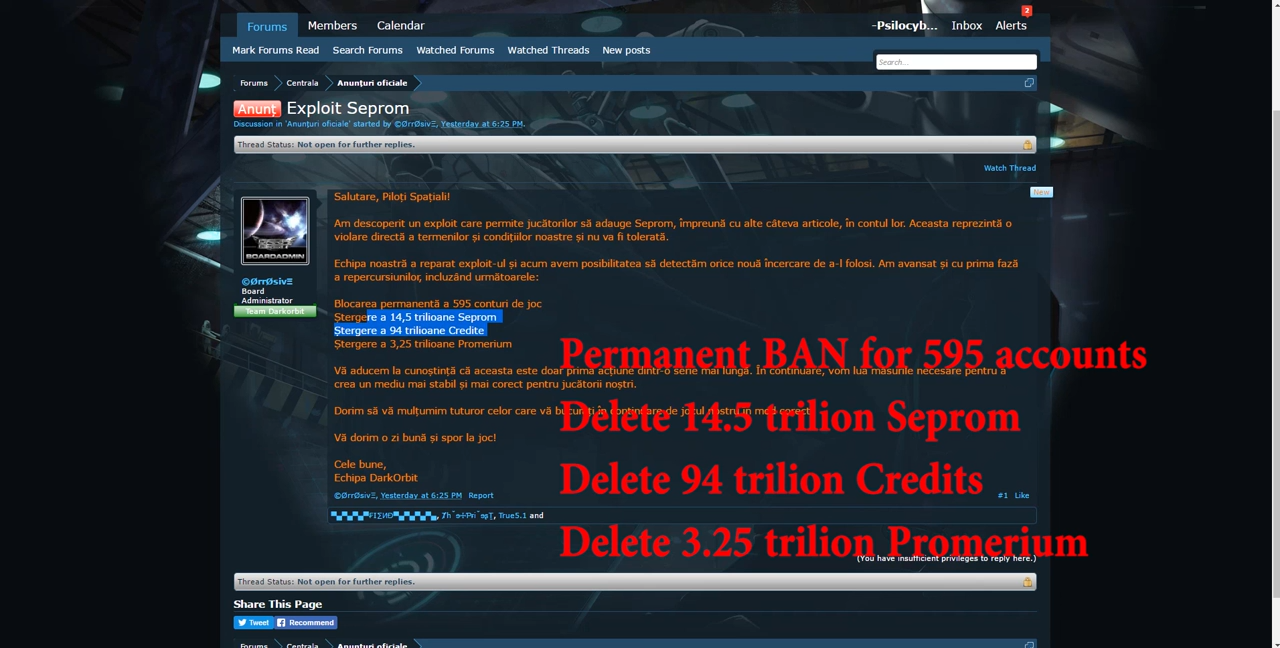 2
Forums Members Calendar -Psilocyb... Inbox Alerts
Mark Forums Read Search Forums Watched Forums Watched Threads New posts
Search...
Forums Centrala Anunțuri oficiale
Anunț Exploit Seprom
Discussion in 'Anunțuri oficiale' started by ©ØrrØsivΞ, Yesterday at 6:25 PM.
Thread Status: Not open for further replies.
Watch Thread
New
Salutare, Piloți Spațiali!
Am descoperit un exploit care permite jucătorilor să adauge Seprom, împreună cu alte câteva articole, în contul lor. Aceasta reprezintă o
violare directă a termenilor și condițiilor noastre și nu va fi tolerată.
Echipa noastră a reparat exploit-ul și acum avem posibilitatea să detectăm orice nouă încercare de a-l folosi. Am avansat și cu prima fază
a repercursiunilor, incluzând următoarele:
BOARDADMIN
©ØrrØsivΞ
Board
Administrator
Team Darkorbit
Blocarea permanentă a 595 conturi de joc
Ștergere a 14,5 trilioane Seprom
Ștergere a 94 trilioane Credite
Ștergere a 3,25 trilioane Promerium
Permanent BAN for 595 accounts
Vă aducem la cunoștință că aceasta este doar prima acțiune dintr-o serie mai lungă. În continuare, vom lua măsurile necesare pentru a
crea un mediu mai stabil și mai corect pentru jucătorii noștri.
Delete 14.5 trilion Seprom
Dorim să vă mulțumim tuturor celor care vă bucurați în continuare de jocul nostru in mod corect.
Vă dorim o zi bună și spor la joc!
Delete 94 trilion Credits
Cele bune,
Echipa DarkOrbit
©ØrrØsivΞ, Yesterday at 6:25 PM Report #1 Like
TrueS.1 and
Delete 3.25 trilion Promerium
(You have insufficient privileges to reply here.)
Thread Status: Not open for further replies.
Share This Page
Tweet Recommend
Forums Centrala Anunțuri oficiale